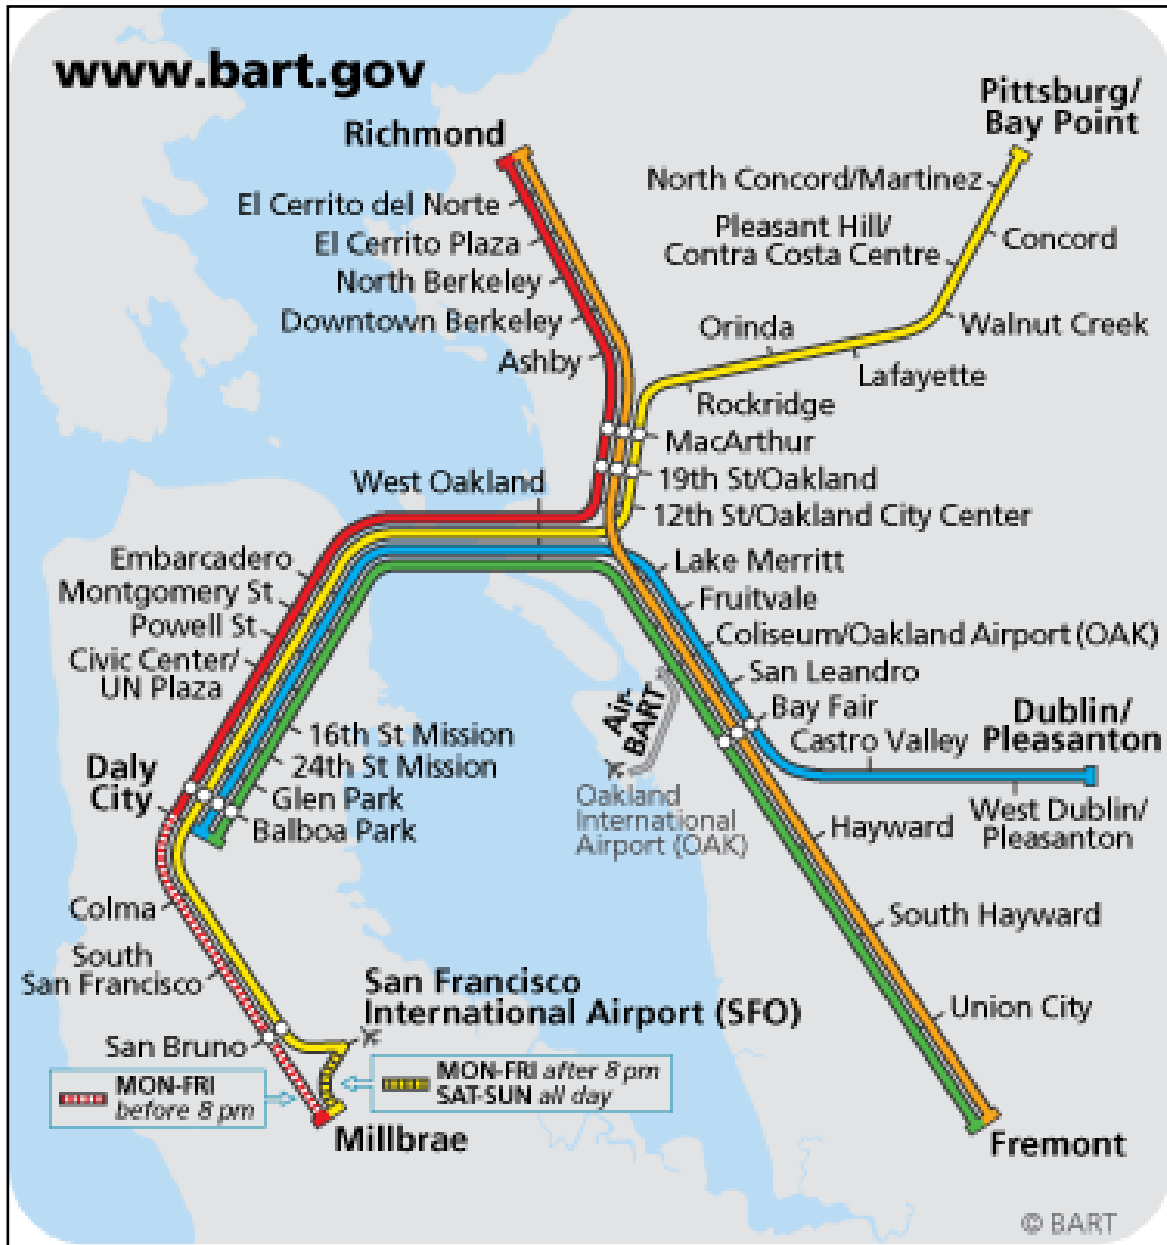 www.bart.gov
Pittsburg/
Bay Point
Richmond
North Concord/Martinez
El Cerrito del Norte
Pleasant Hill/
Contra Costa Centre
Concord
El Cerrito Plaza
North Berkeley
Downtown Berkeley
Orinda
Walnut Creek
Ashby
Lafayette
Rockridge
MacArthur
West Oakland
19th St/Oakland
12th St/Oakland City Center
Embarcadero
Lake Merritt
Montgomery St
Fruitvale
Powell St
Coliseum/Oakland Airport (OAK)
Civic Center/
UN Plaza
San Leandro
Air-
BART
Bay Fair
Dublin/
Pleasanton
16th St Mission
Castro Valley
24th St Mission
Daly
City
Glen Park
Oakland
International
Airport (OAK)
West Dublin/
Pleasanton
Balboa Park
Hayward
Colma
South Hayward
South
San Francisco
San Francisco
International Airport (SFO)
Union City
San Bruno
MON-FRI
before 8 pm
MON-FRI after 8 pm
SAT-SUN all day
Millbrae
Fremont
© BART